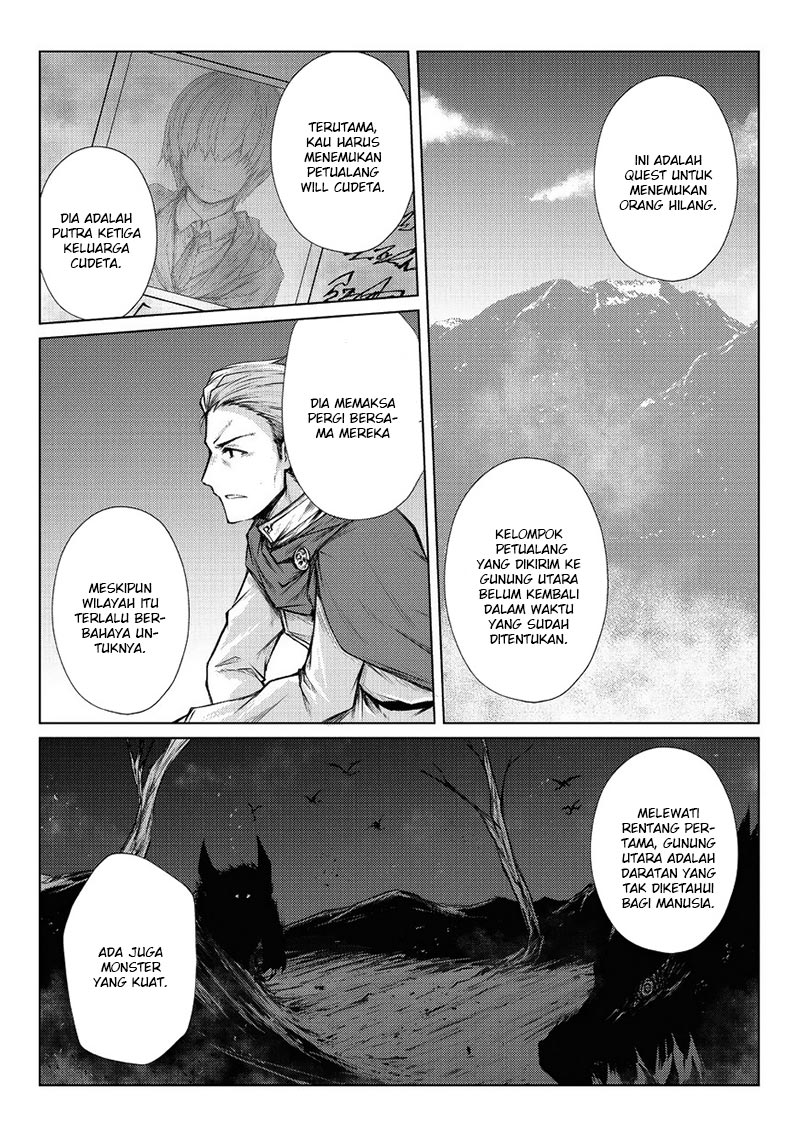 INI ADALAH
QUEST UNTUK
MENEMUKAN
ORANG HILANG.
KELOMPOK
PETUALANG
YANG DIKIRIM KE
GUNUNG UTARA
BELUM KEMBALI
DALAM WAKTU
YANG SUDAH
DITENTUKAN.
TERUTAMA,
KAU HARUS
MENEMUKAN
PETUALANG
WILL CUDETA.
DIA ADALAH
PUTRA KETIGA
KELUARGA
CUDETA.
DIA MEMAKSA
PERGI BERSA-
MA MEREKA
MESKIPUN
WILAYAH ITU
TERLALU BER-
BAHAYA UN-
TUKNYA.
MELEWATI
RENTANG PER-
TAMA, GUNUNG
UTARA ADALAH
DARATAN YANG
TAK DIKETAHUI
BAGI MANUSIA.
ADA JUGA
MONSTER
YANG KUAT.